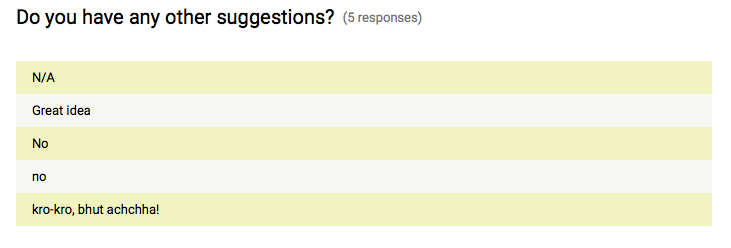 Do you have any other suggestions? (5 responses)
N/A
Great idea
No
no
kro-kro, bhut achchha!